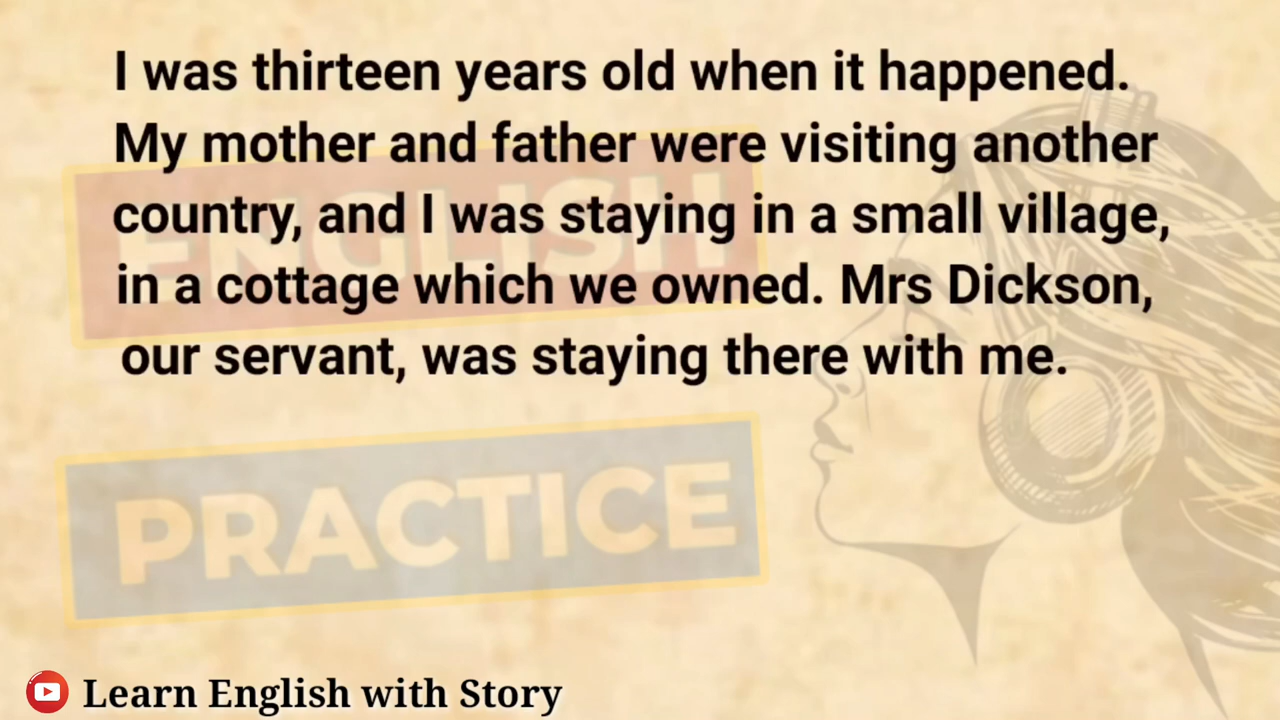 I was thirteen years old when it happened.
My mother and father were visiting another
country, and I was staying in a small village,
in a cottage which we owned. Mrs Dickson,
our servant, was staying there with me.
ENGLISH
PRACTICE
Learn English with Story